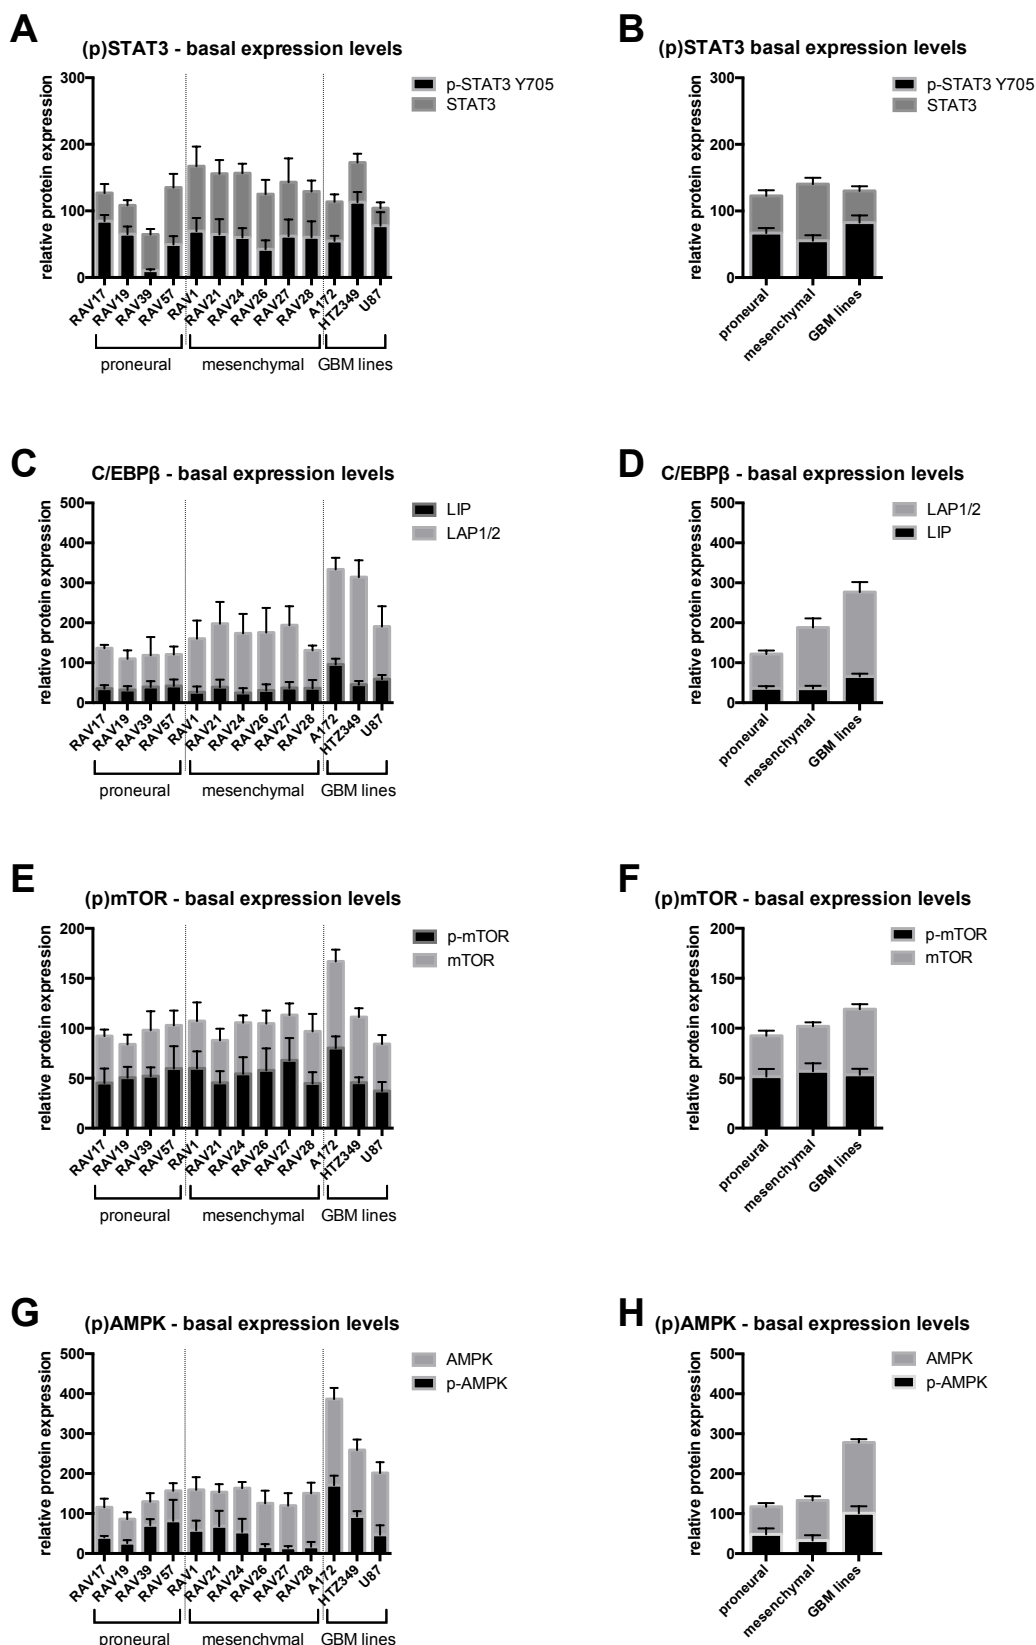 A
(p)STAT3 - basal expression levels
relative protein expression
300
200
100
0
p-STAT3 Y705
STAT3
RAV17
RAV19
RAV39
RAV57
RAV1
RAV21
RAV24
RAV26
RAV27
RAV28
A172
HTZ349
U87
proneural
mesenchymal
GBM lines
B
(p)STAT3 basal expression levels
relative protein expression
300
200
100
0
p-STAT3 Y705
STAT3
proneural
mesenchymal
GBM lines
C
C/EBPβ - basal expression levels
relative protein expression
500
400
300
200
100
0
LIP
LAP1/2
RAV17
RAV19
RAV39
RAV57
RAV1
RAV21
RAV24
RAV26
RAV27
RAV28
A172
HTZ349
U87
proneural
mesenchymal
GBM lines
D
C/EBPβ - basal expression levels
relative protein expression
500
400
300
200
100
0
LAP1/2
LIP
proneural
mesenchymal
GBM lines
E
(p)mTOR - basal expression levels
relative protein expression
200
150
100
50
0
p-mTOR
mTOR
RAV17
RAV19
RAV39
RAV57
RAV1
RAV21
RAV24
RAV26
RAV27
RAV28
A172
HTZ349
U87
proneural
mesenchymal
GBM lines
F
(p)mTOR - basal expression levels
relative protein expression
200
150
100
50
0
p-mTOR
mTOR
proneural
mesenchymal
GBM lines
G
(p)AMPK - basal expression levels
relative protein expression
500
400
300
200
100
0
AMPK
p-AMPK
RAV17
RAV19
RAV39
RAV57
RAV1
RAV21
RAV24
RAV26
RAV27
RAV28
A172
HTZ349
U87
proneural
mesenchymal
GBM lines
H
(p)AMPK - basal expression levels
relative protein expression
500
400
300
200
100
0
AMPK
p-AMPK
proneural
mesenchymal
GBM lines